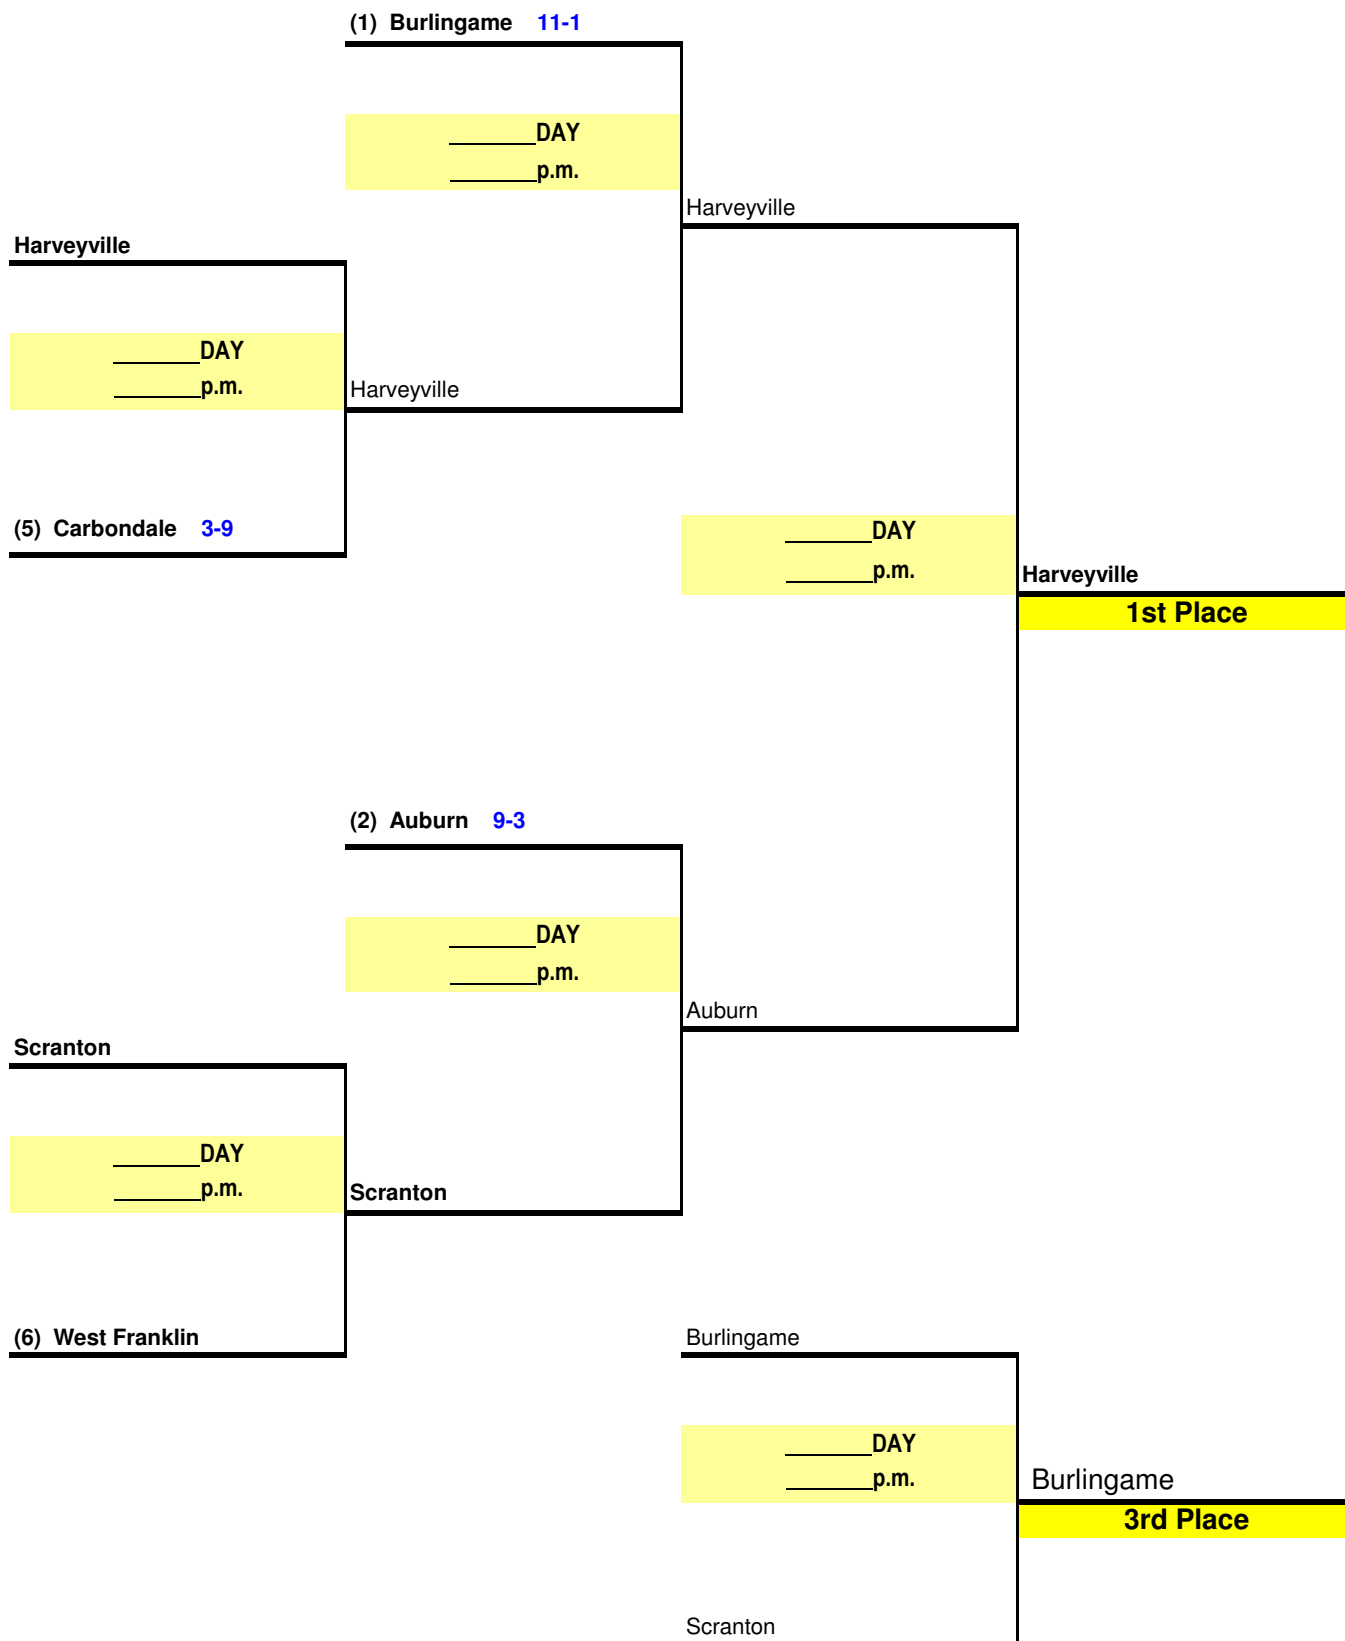 (1) Burlingame 11-1
_______DAY
_______p.m.
Harveyville
Harveyville
_______DAY
_______p.m.
Harveyville
(5) Carbondale 3-9
_______DAY
_______p.m.
Harveyville
1st Place
(2) Auburn 9-3
_______DAY
_______p.m.
Auburn
Scranton
_______DAY
_______p.m.
Scranton
(6) West Franklin
Burlingame
_______DAY
_______p.m.
Burlingame
3rd Place
Scranton